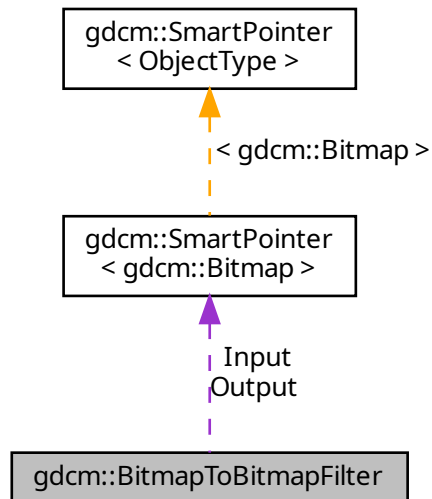 gdcm::SmartPointer
< ObjectType >
< gdcm::Bitmap >
gdcm::SmartPointer
< gdcm::Bitmap >
Input
Output
gdcm::BitmapToBitmapFilter